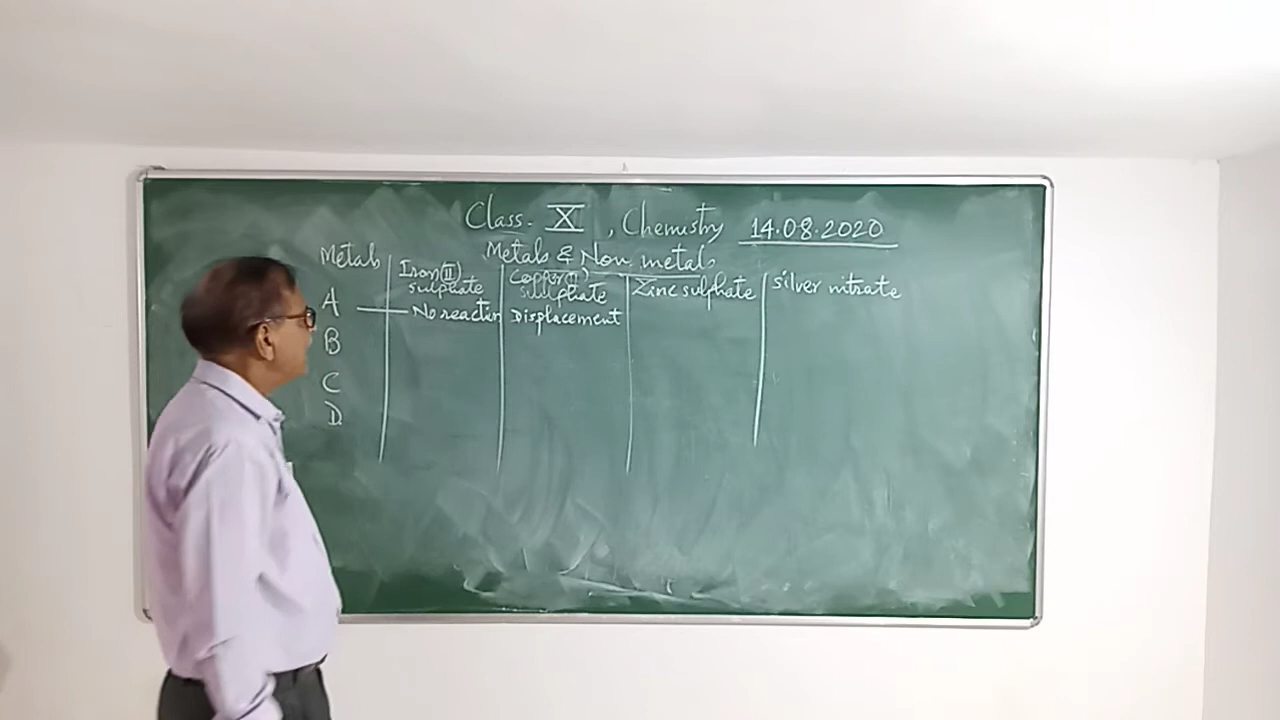 Class- X , Chemistry 14.08.2020
Metals & Non metals
Metals Iron (II) sulphate Copper (II) sulphate Zinc sulphate Silver nitrate
A No reaction Displacement
B
C
D.